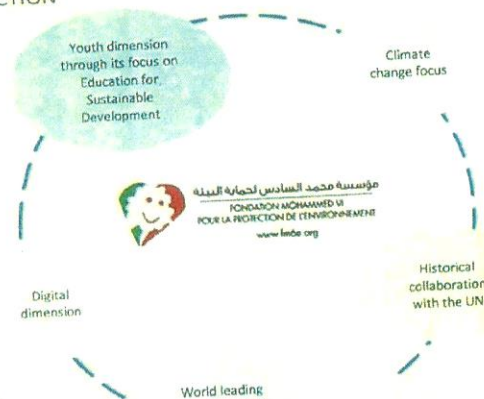 CTION
Youth dimension
through its focus on
Education for
Sustainable
Development
Climate
change focus
مؤسسة محمد السادس لحماية البيئة
FONDATION MOHAMMED VI
POUR LA PROTECTION DE L'ENVIRONNEMENT
www.fm6e.org
Historical
collaboration
with the UN
Digital
dimension
World leading